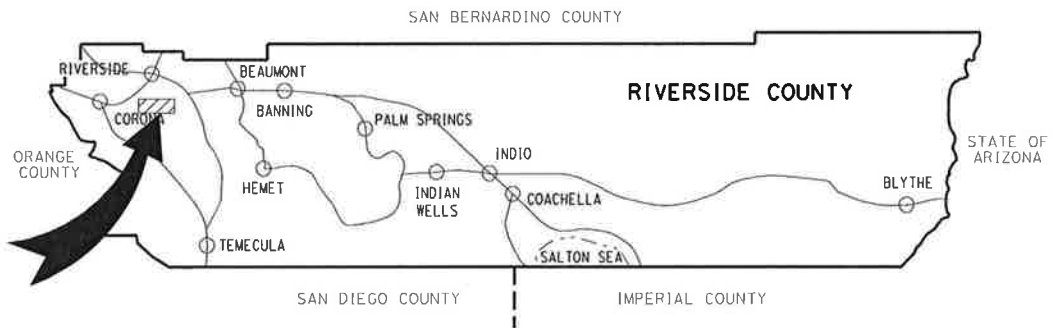 SAN BERNARDINO COUNTY
RIVERSIDE
BEAUMONT
BANNING
RIVERSIDE COUNTY
CORONA
PALM SPRINGS
ORANGE
COUNTY
STATE OF
ARIZONA
INDIO
HEMET
INDIAN
WELLS
COACHELLA
BLYTHE
TEMECULA
SALTON SEA
SAN DIEGO COUNTY
IMPERIAL COUNTY